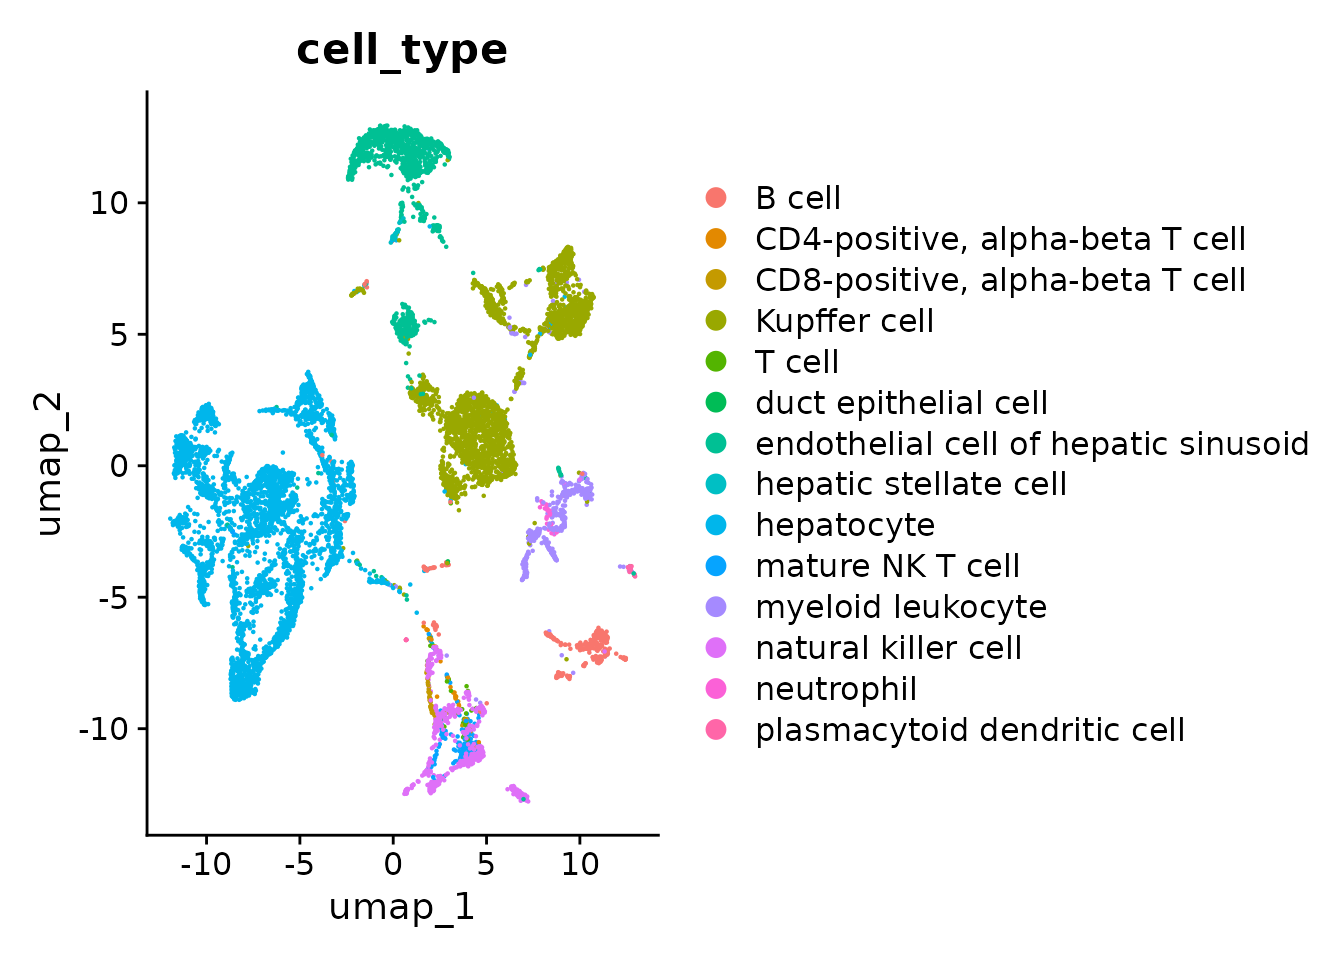 cell_type
umap_2
10
5
0
-5
-10
-10
-5
0
5
10
umap_1
B cell
CD4-positive, alpha-beta T cell
CD8-positive, alpha-beta T cell
Kupffer cell
T cell
duct epithelial cell
endothelial cell of hepatic sinusoid
hepatic stellate cell
hepatocyte
mature NK T cell
myeloid leukocyte
natural killer cell
neutrophil
plasmacytoid dendritic cell